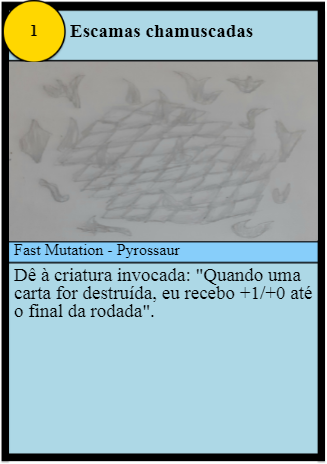 1
Escamas chamuscadas
Fast Mutation - Pyrossaur
Dê à criatura invocada: "Quando uma
carta for destruída, eu recebo +1/+0 até
o final da rodada".